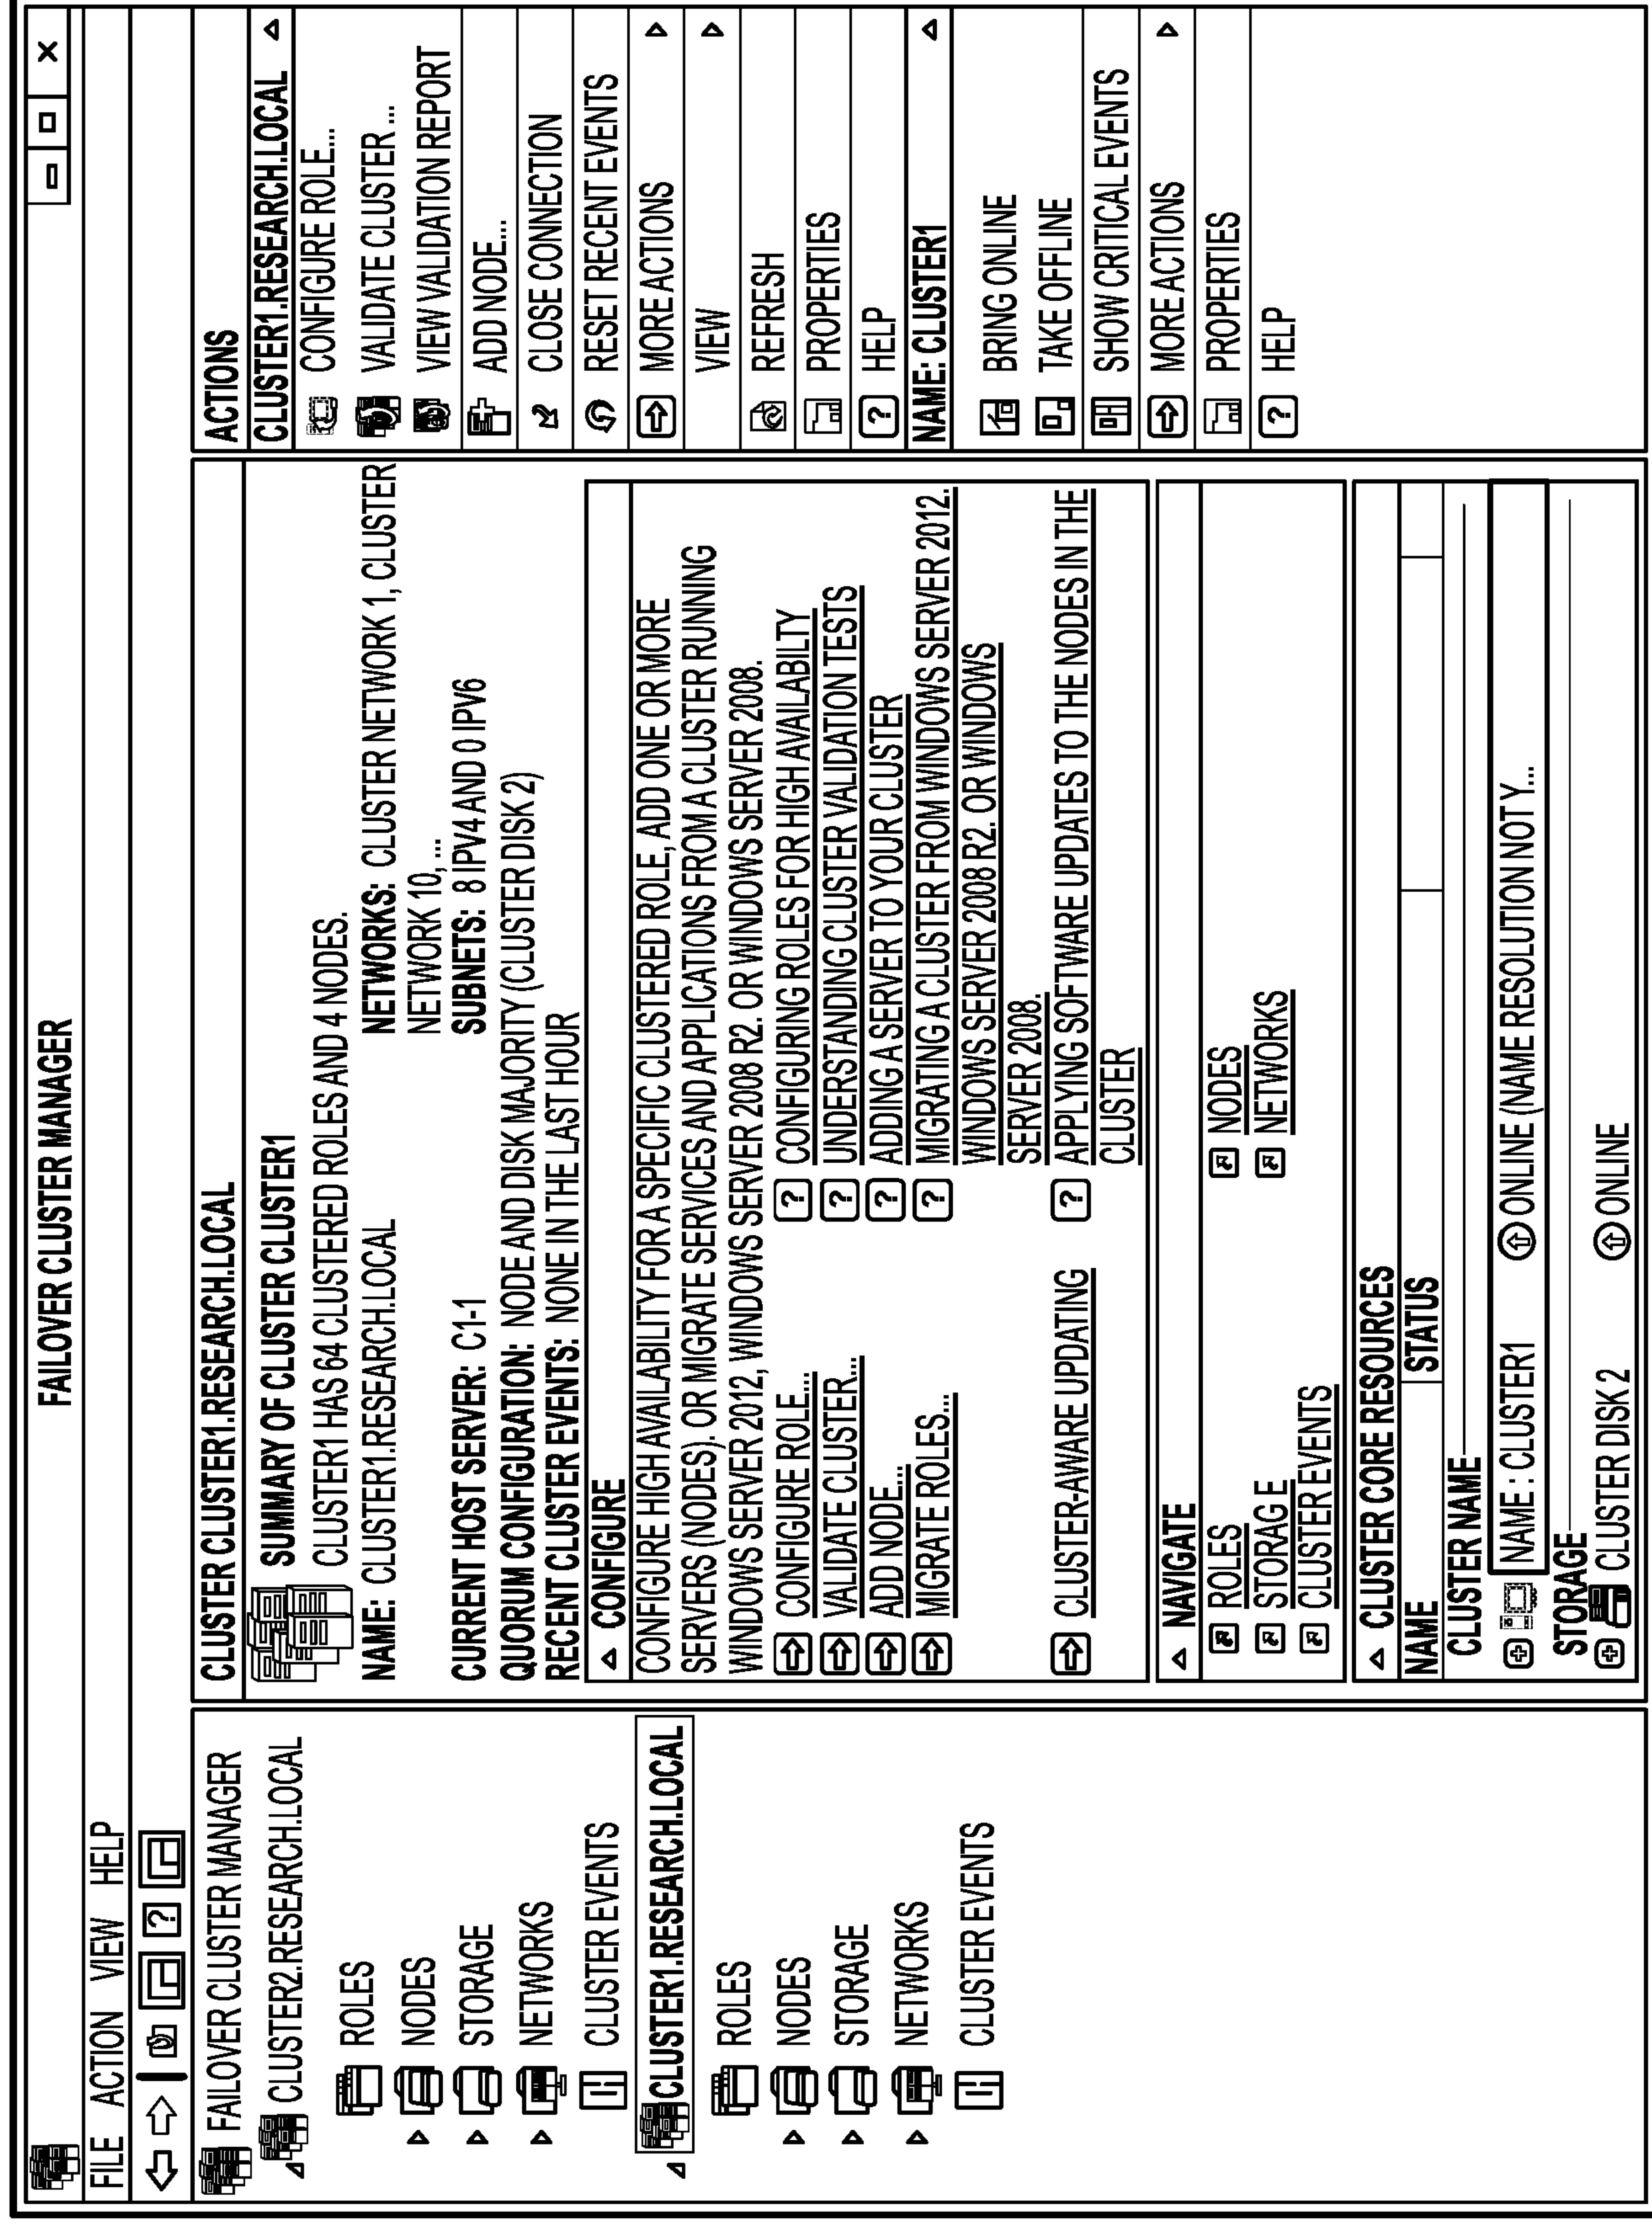 FAILOVER CLUSTER MANAGER
FILE ACTION VIEW HELP
FAILOVER CLUSTER MANAGER
CLUSTER2.RESEARCH.LOCAL
ROLES
NODES
STORAGE
NETWORKS
CLUSTER EVENTS
CLUSTER1.RESEARCH.LOCAL
ROLES
NODES
STORAGE
NETWORKS
CLUSTER EVENTS
CLUSTER CLUSTER1.RESEARCH.LOCAL
SUMMARY OF CLUSTER CLUSTER1
CLUSTER1 HAS 64 CLUSTERED ROLES AND 4 NODES.
NAME: CLUSTER1.RESEARCH.LOCAL
NETWORKS: CLUSTER NETWORK 1, CLUSTER
NETWORK 10, ...
CURRENT HOST SERVER: C1-1
SUBNETS: 8 IPV4 AND 0 IPV6
QUORUM CONFIGURATION: NODE AND DISK MAJORITY (CLUSTER DISK 2)
RECENT CLUSTER EVENTS: NONE IN THE LAST HOUR
CONFIGURE
CONFIGURE HIGH AVAILABILITY FOR A SPECIFIC CLUSTERED ROLE, ADD ONE OR MORE
SERVERS (NODES). OR MIGRATE SERVICES AND APPLICATIONS FROM A CLUSTER RUNNING
WINDOWS SERVER 2012, WINDOWS SERVER 2008 R2. OR WINDOWS SERVER 2008.
CONFIGURE ROLE...
VALIDATE CLUSTER...
ADD NODE...
MIGRATE ROLES...
CLUSTER-AWARE UPDATING
CONFIGURING ROLES FOR HIGH AVAILABILTY
UNDERSTANDING CLUSTER VALIDATION TESTS
ADDING A SERVER TO YOUR CLUSTER
MIGRATING A CLUSTER FROM WINDOWS SERVER 2012.
WINDOWS SERVER 2008 R2. OR WINDOWS
SERVER 2008.
APPLYING SOFTWARE UPDATES TO THE NODES IN THE
CLUSTER
NAVIGATE
ROLES
STORAGE
CLUSTER EVENTS
NODES
NETWORKS
CLUSTER CORE RESOURCES
NAME STATUS
CLUSTER NAME
NAME : CLUSTER1 ONLINE (NAME RESOLUTION NOT Y...
STORAGE
CLUSTER DISK 2 ONLINE
ACTIONS
CLUSTER1.RESEARCH.LOCAL
CONFIGURE ROLE...
VALIDATE CLUSTER...
VIEW VALIDATION REPORT
ADD NODE...
CLOSE CONNECTION
RESET RECENT EVENTS
MORE ACTIONS
VIEW
REFRESH
PROPERTIES
HELP
NAME: CLUSTER1
BRING ONLINE
TAKE OFFLINE
SHOW CRITICAL EVENTS
MORE ACTIONS
PROPERTIES
HELP